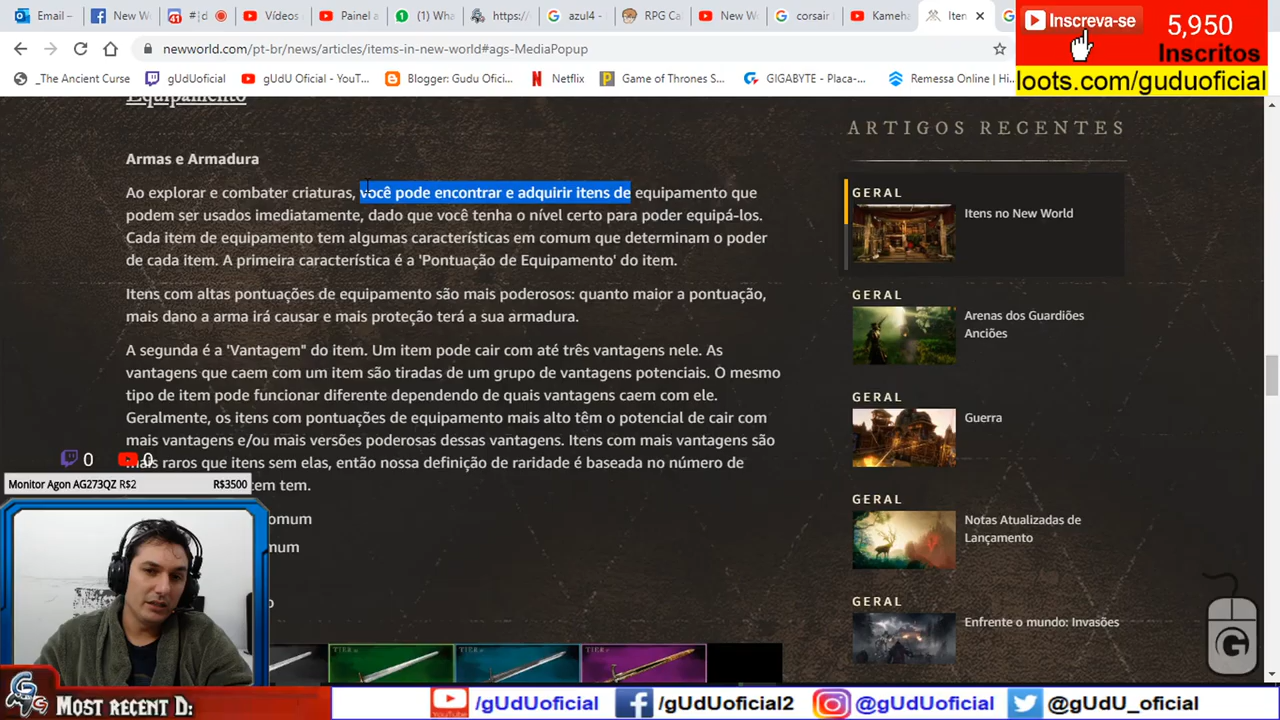 Email –
New W
#:
Vídeos
Painel a
(1) Wha
https:/
azul4 -
RPG Ca
New W
corsair i
Kameha
Iten
Inscreva-se
5,950
Inscritos
loots.com/guduoficial
newworld.com/pt-br/news/articles/items-in-new-world#ags-MediaPopup
_The Ancient Curse
gUdUoficial
gUdU Oficial - YouT...
Blogger: Gudu Ofici...
Netflix
Game of Thrones S...
GIGABYTE - Placa-...
Remessa Online | Hi...
Equipamento
Armas e Armadura
Ao explorar e combater criaturas, você pode encontrar e adquirir itens de equipamento que
podem ser usados imediatamente, dado que você tenha o nível certo para poder equipá-los.
Cada item de equipamento tem algumas características em comum que determinam o poder
de cada item. A primeira característica é a 'Pontuação de Equipamento' do item.
Itens com altas pontuações de equipamento são mais poderosos: quanto maior a pontuação,
mais dano a arma irá causar e mais proteção terá a sua armadura.
A segunda é a 'Vantagem" do item. Um item pode cair com até três vantagens nele. As
vantagens que caem com um item são tiradas de um grupo de vantagens potenciais. O mesmo
tipo de item pode funcionar diferente dependendo de quais vantagens caem com ele.
Geralmente, os itens com pontuações de equipamento mais alto têm o potencial de cair com
mais vantagens e/ou mais versões poderosas dessas vantagens. Itens com mais vantagens são
mais raros que itens sem elas, então nossa definição de raridade é baseada no número de
tem tem.
omum
mum
o
TIER
TIER
TIER
ARTIGOS RECENTES
GERAL
Itens no New World
GERAL
Arenas dos Guardiões
Anciões
GERAL
Guerra
GERAL
Notas Atualizadas de
Lançamento
GERAL
Enfrente o mundo: Invasões
0
0
Monitor Agon AG273QZ R$2
R$3500
G
Most recent D:
/gUdUoficial
/gUdUoficial2
@gUdUoficial
@gUdU_oficial